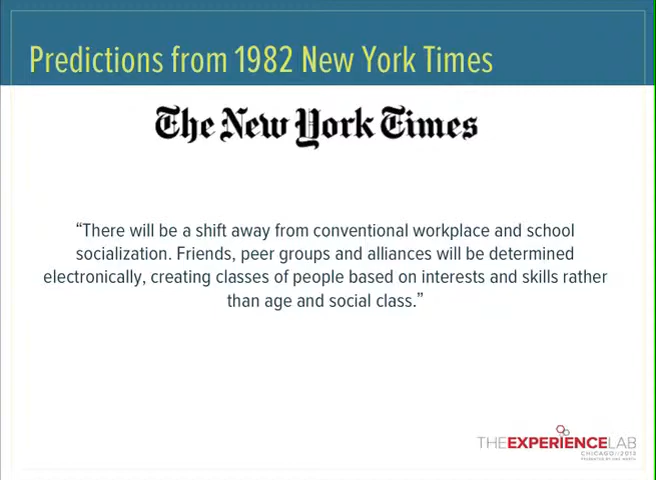 Predictions from 1982 New York Times
The New York Times
“There will be a shift away from conventional workplace and school
socialization. Friends, peer groups and alliances will be determined
electronically, creating classes of people based on interests and skills rather
than age and social class.”
THEEXPERIENCELAB
CHICAGO//2013